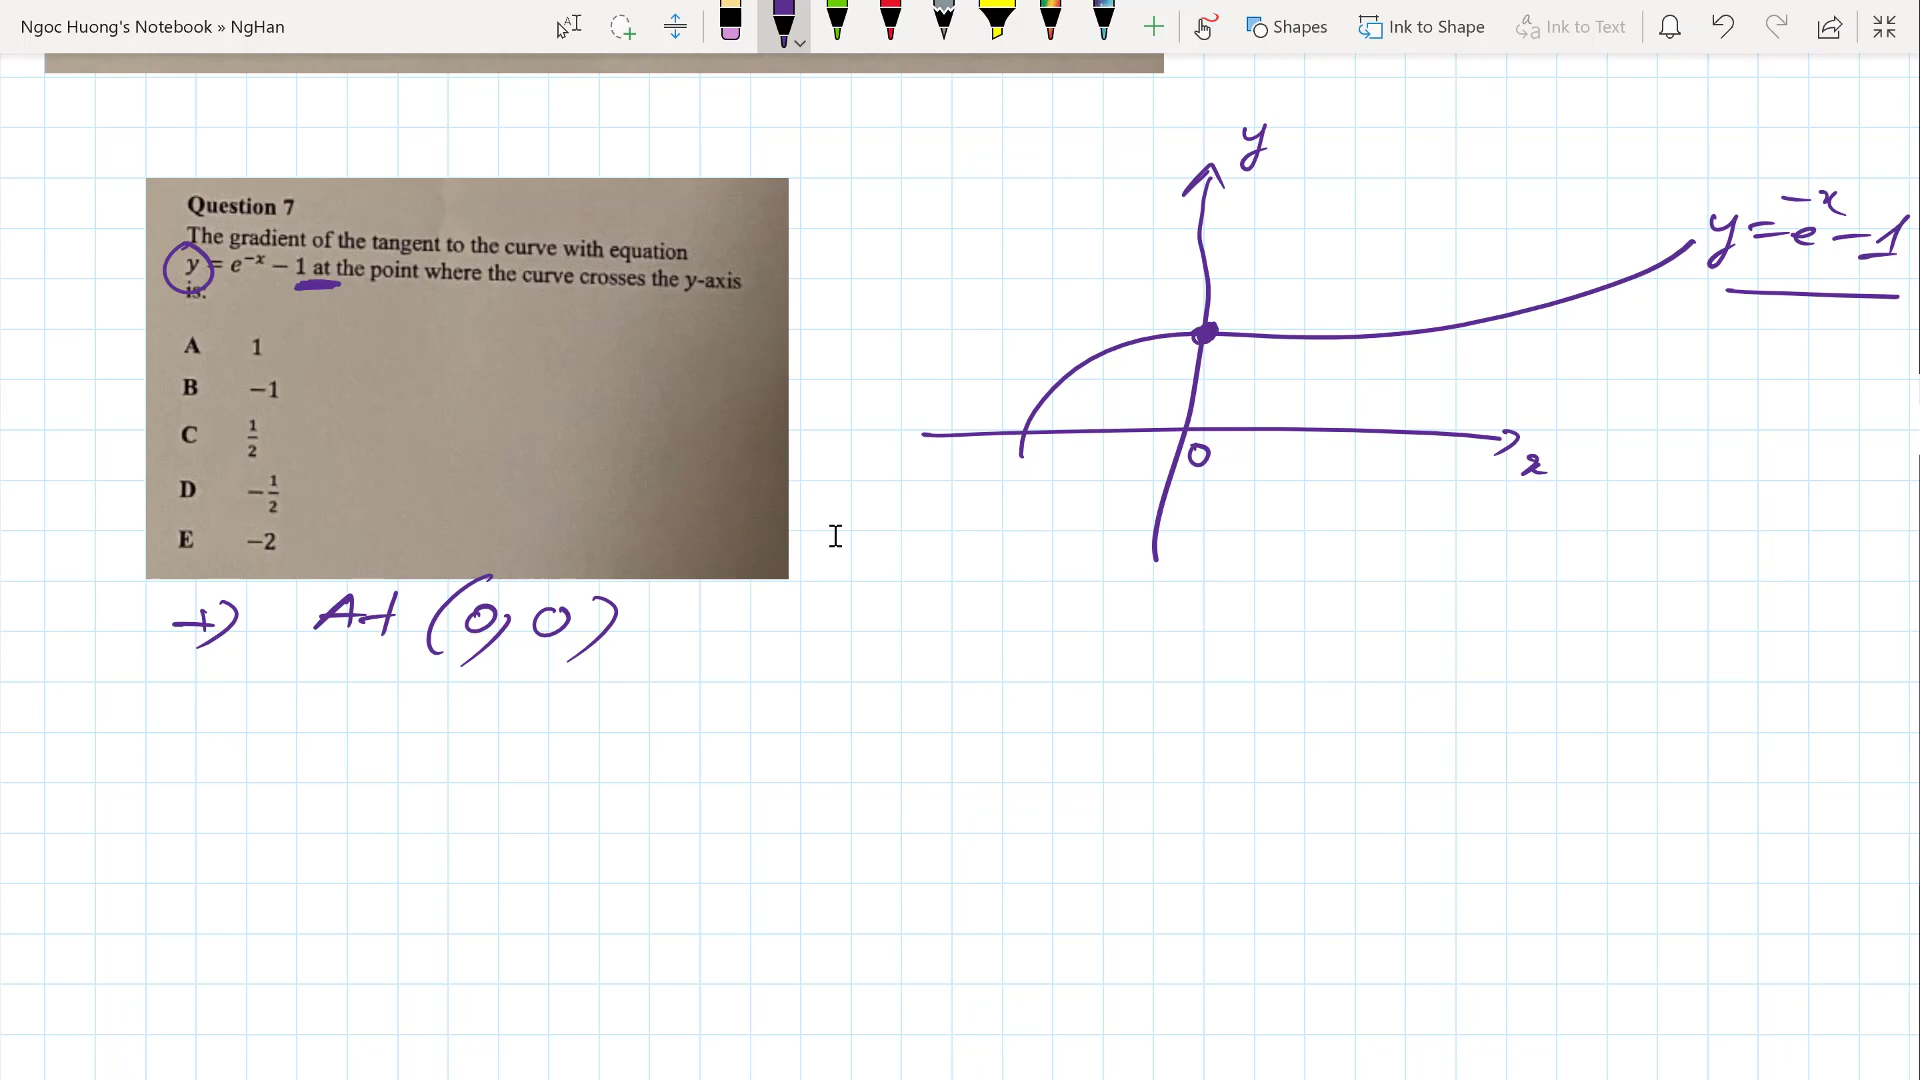 Ngoc Huong's Notebook » NgHan
Shapes
Ink to Shape
Ink to Text
Question 7
The gradient of the tangent to the curve with equation
y = e⁻ˣ − 1 at the point where the curve crosses the y-axis
is:
A 1
B −1
C 1/2
D −1/2
E −2
y
y = e⁻ˣ − 1
0
x
→ At (0, 0)